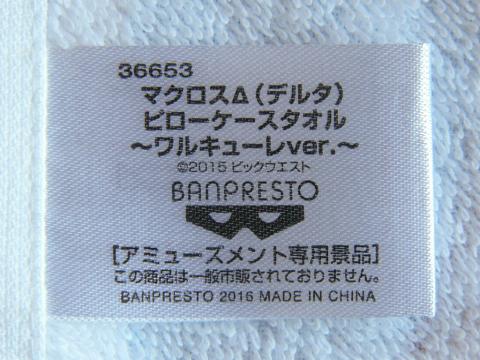 36653
マクロスΔ(デルタ)
ピローケースタオル
〜ワルキューレver.〜
©2015 ビックウエスト
BANPRESTO
[アミューズメント専用景品]
この商品は一般市販されておりません。
BANPRESTO 2016 MADE IN CHINA